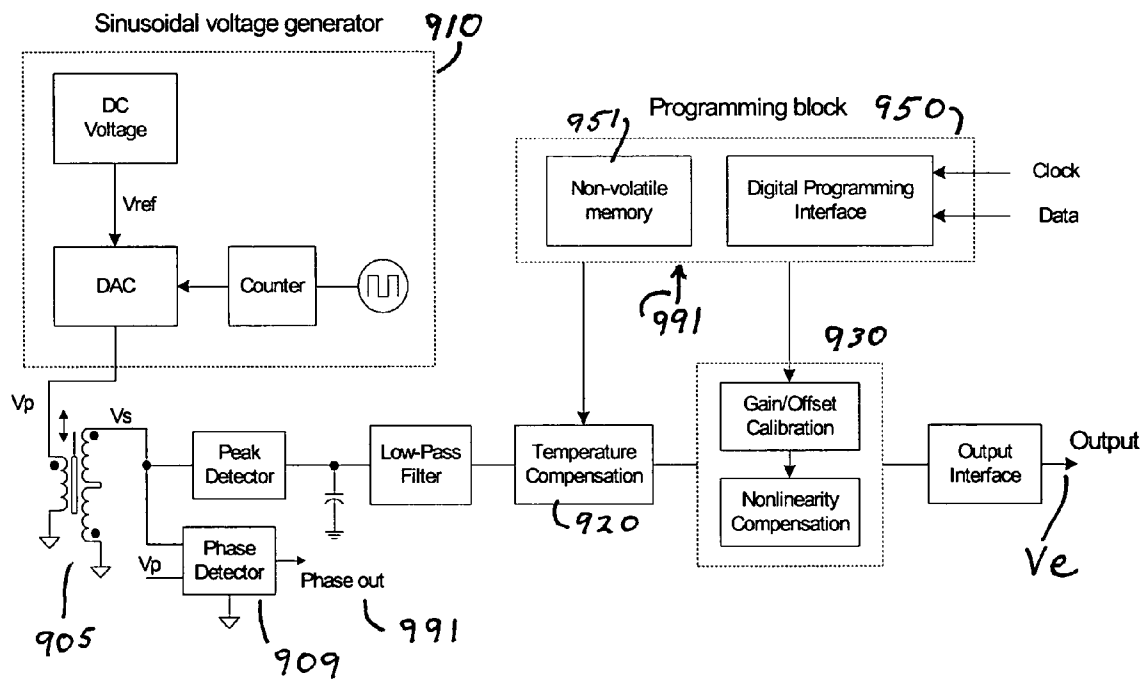 Sinusoidal voltage generator
910
DC
Voltage
Vref
DAC
Counter
Programming block
950
951
Non-volatile
memory
Digital Programming
Interface
Clock
Data
991
930
Vp
Vs
Peak
Detector
Low-Pass
Filter
Temperature
Compensation
920
Gain/Offset
Calibration
Nonlinearity
Compensation
Output
Interface
Output
Ve
Vp
Phase
Detector
Phase out
905
909
991